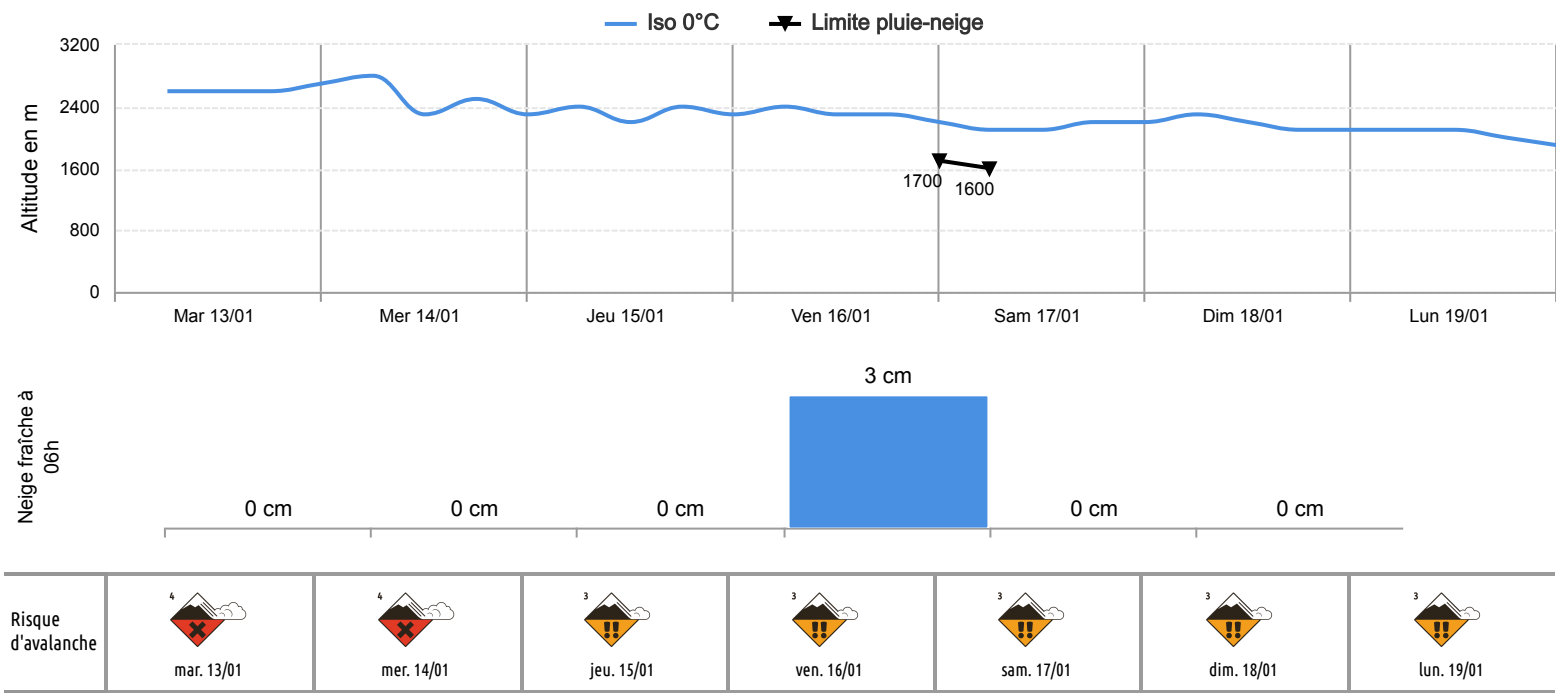 Iso 0°C Limite pluie-neige
Altitude en m
3200
2400
1600
800
0
1700 1600
Mar 13/01 Mer 14/01 Jeu 15/01 Ven 16/01 Sam 17/01 Dim 18/01 Lun 19/01
Neige fraîche à
06h
0 cm 0 cm 0 cm 3 cm 0 cm 0 cm
Risque
d'avalanche
4 4 3 3 3 3 3
mar. 13/01 mer. 14/01 jeu. 15/01 ven. 16/01 sam. 17/01 dim. 18/01 lun. 19/01